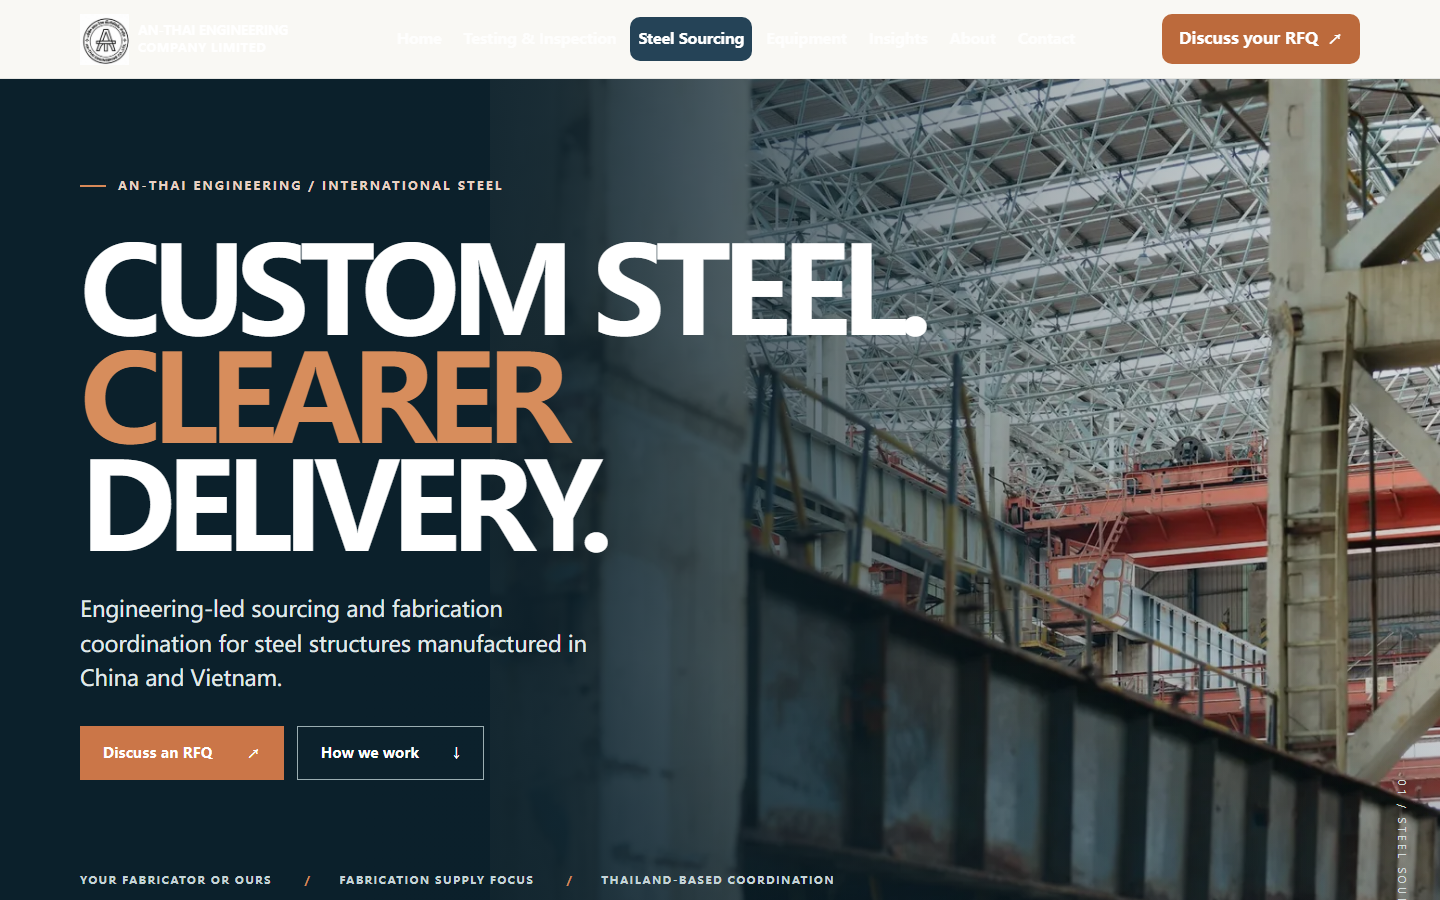 AN-THAI ENGINEERING
COMPANY LIMITED
Home
Testing & Inspection
Steel Sourcing
Equipment
Insights
About
Contact
Discuss your RFQ ↗
AN-THAI ENGINEERING / INTERNATIONAL STEEL
CUSTOM STEEL.
CLEARER
DELIVERY.
Engineering-led sourcing and fabrication
coordination for steel structures manufactured in
China and Vietnam.
Discuss an RFQ ↗
How we work ↓
01 / STEEL
YOUR FABRICATOR OR OURS / FABRICATION SUPPLY FOCUS / THAILAND-BASED COORDINATION